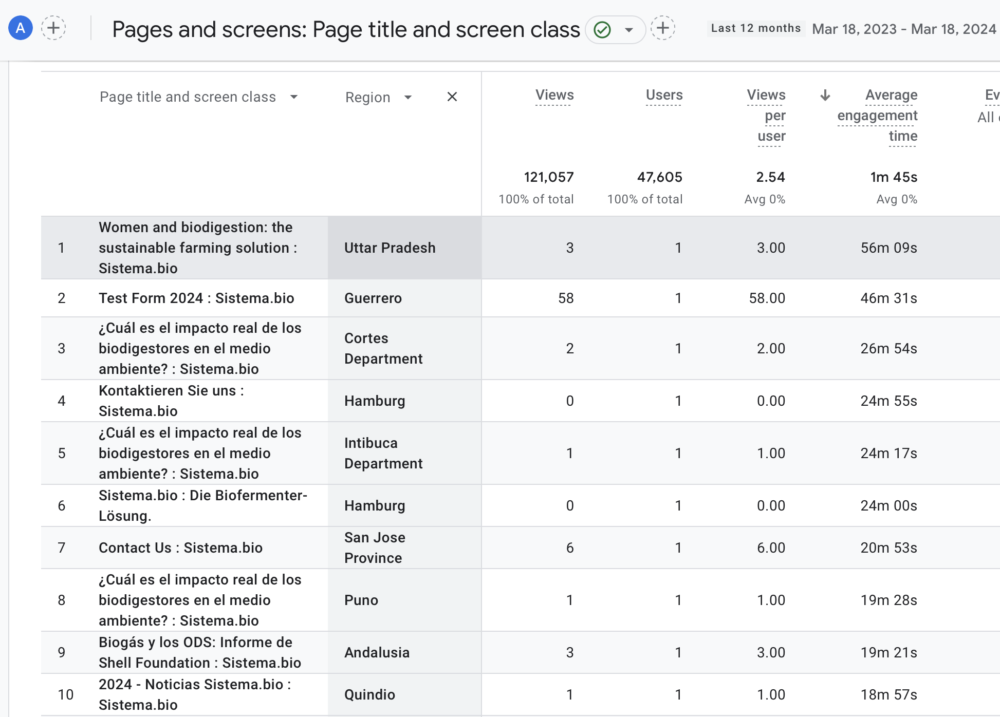 A
Pages and screens: Page title and screen class
Last 12 months Mar 18, 2023 - Mar 18, 2024
Page title and screen class Region Views Users Views per user Average engagement time Ev
All
121,057 47,605 2.54 1m 45s
100% of total 100% of total Avg 0% Avg 0%
1 Women and biodigestion: the sustainable farming solution : Sistema.bio Uttar Pradesh 3 1 3.00 56m 09s
2 Test Form 2024 : Sistema.bio Guerrero 58 1 58.00 46m 31s
3 ¿Cuál es el impacto real de los biodigestores en el medio ambiente? : Sistema.bio Cortes Department 2 1 2.00 26m 54s
4 Kontaktieren Sie uns : Sistema.bio Hamburg 0 1 0.00 24m 55s
5 ¿Cuál es el impacto real de los biodigestores en el medio ambiente? : Sistema.bio Intibuca Department 1 1 1.00 24m 17s
6 Sistema.bio : Die Biofermenter-Lösung. Hamburg 0 1 0.00 24m 00s
7 Contact Us : Sistema.bio San Jose Province 6 1 6.00 20m 53s
8 ¿Cuál es el impacto real de los biodigestores en el medio ambiente? : Sistema.bio Puno 1 1 1.00 19m 28s
9 Biogás y los ODS: Informe de Shell Foundation : Sistema.bio Andalusia 3 1 3.00 19m 21s
10 2024 - Noticias Sistema.bio : Sistema.bio Quindio 1 1 1.00 18m 57s